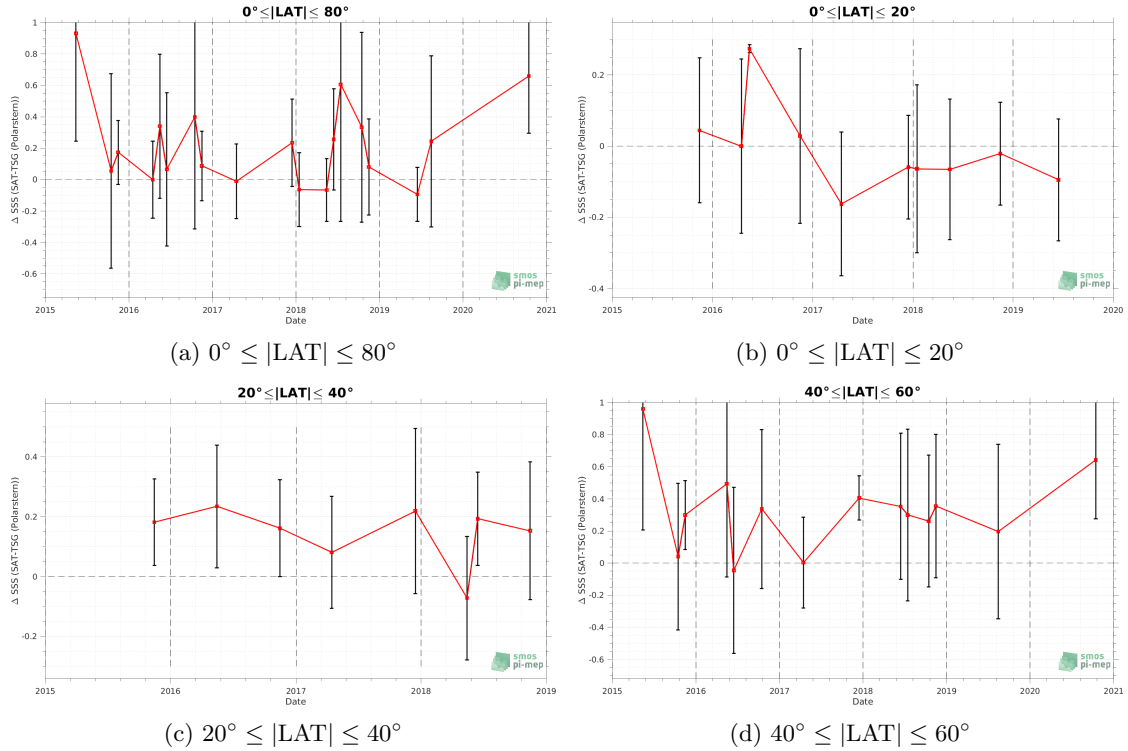 0°≤|LAT|≤ 80°
1
0.8
0.6
0.4
0.2
0
-0.2
-0.4
-0.6
Δ SSS (SAT-TSG (Polarstern))
2015 2016 2017 2018 2019 2020 2021
Date
smos
pi-mep
(a) 0° ≤ |LAT| ≤ 80°
0°≤|LAT|≤ 20°
0.2
0
-0.2
-0.4
Δ SSS (SAT-TSG (Polarstern))
2015 2016 2017 2018 2019 2020
Date
smos
pi-mep
(b) 0° ≤ |LAT| ≤ 20°
20°≤|LAT|≤ 40°
0.4
0.2
0
-0.2
Δ SSS (SAT-TSG (Polarstern))
2015 2016 2017 2018 2019
Date
smos
pi-mep
(c) 20° ≤ |LAT| ≤ 40°
40°≤|LAT|≤ 60°
1
0.8
0.6
0.4
0.2
0
-0.2
-0.4
-0.6
Δ SSS (SAT-TSG (Polarstern))
2015 2016 2017 2018 2019 2020 2021
Date
smos
pi-mep
(d) 40° ≤ |LAT| ≤ 60°